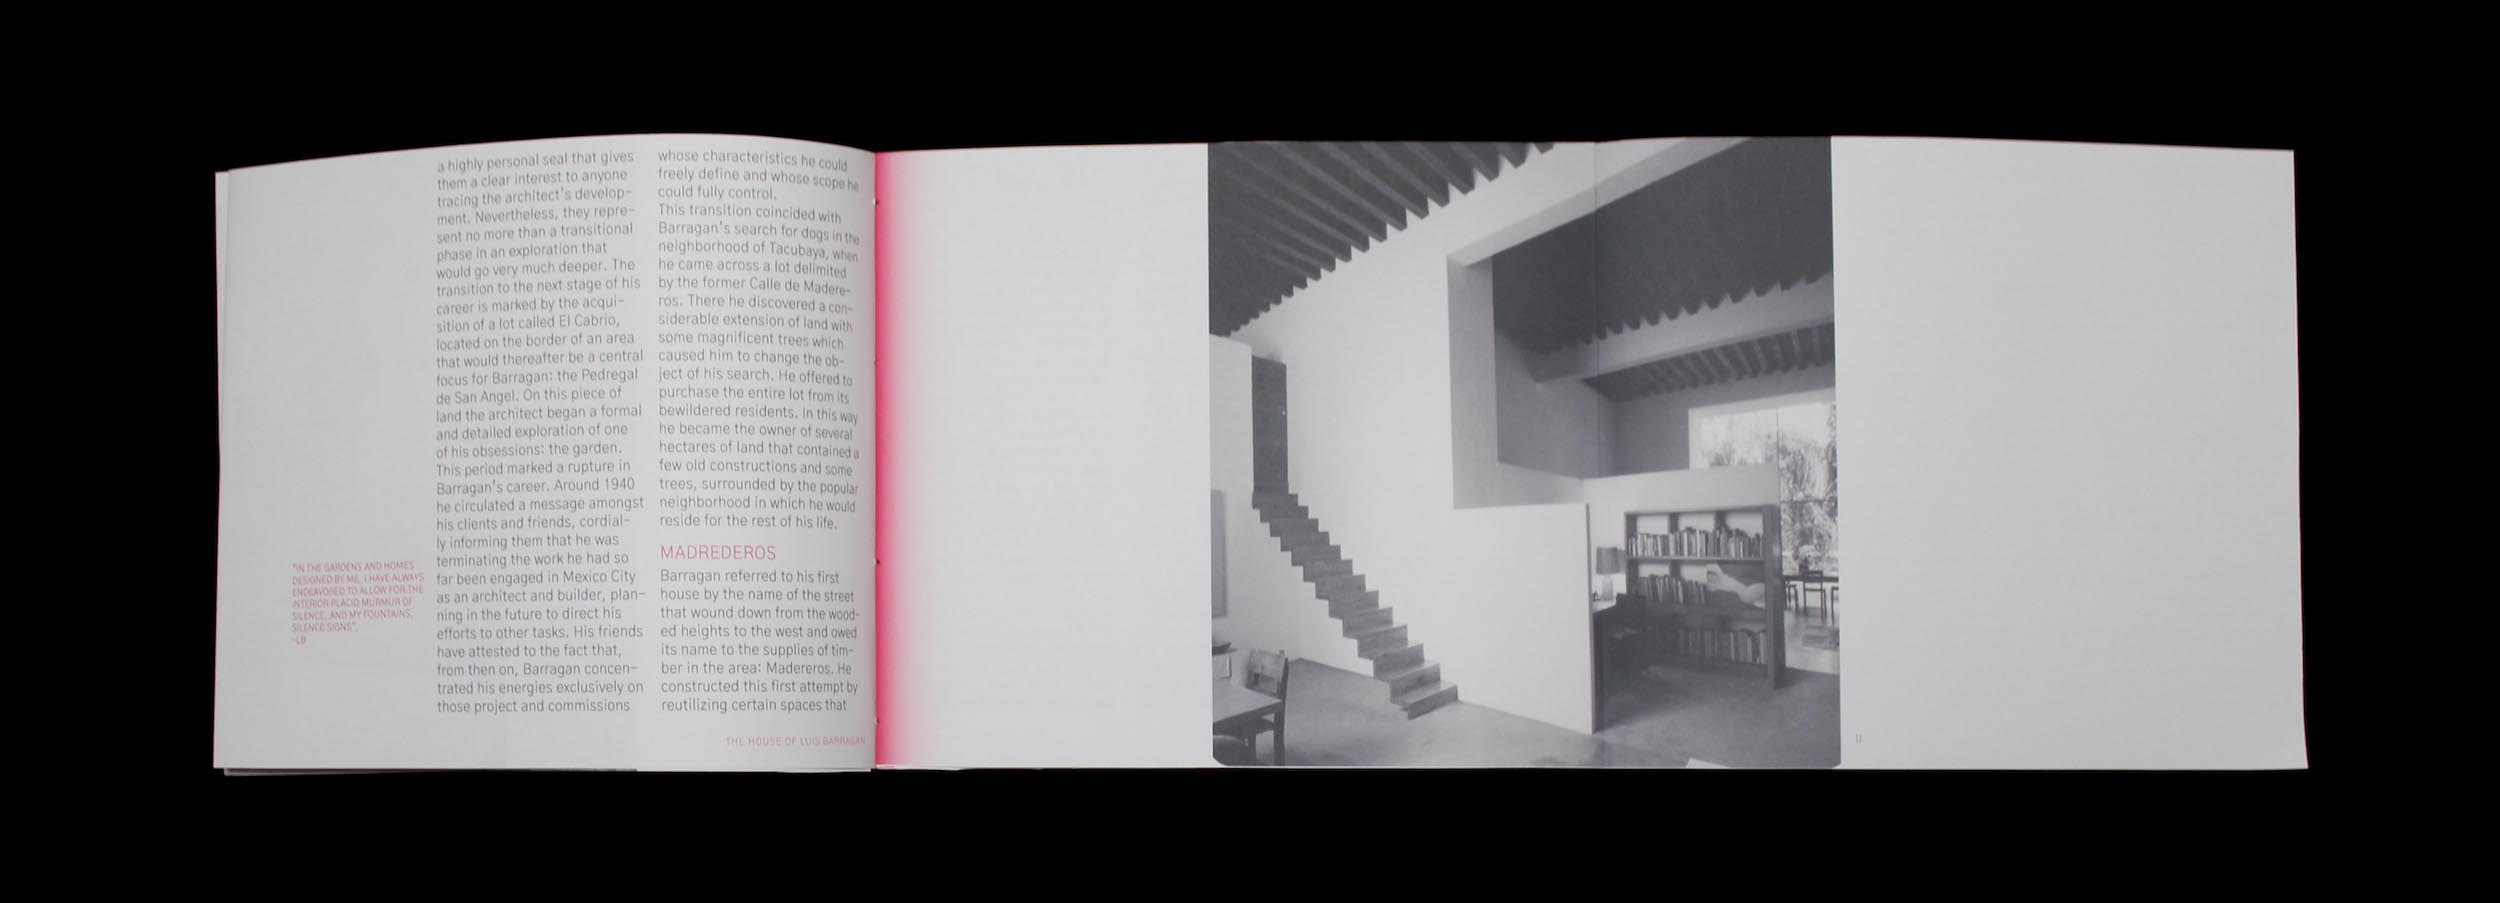 "IN THE GARDENS AND HOMES
DESIGNED BY ME, I HAVE ALWAYS
ENDEAVORED TO ALLOW FOR THE
INTERIOR PLACID MURMUR OF
SILENCE, AND MY FOUNTAINS,
SILENCE SIGNS".
-LB
a highly personal seal that gives
them a clear interest to anyone
tracing the architect's develop-
ment. Nevertheless, they repre-
sent no more than a transitional
phase in an exploration that
would go very much deeper. The
transition to the next stage of his
career is marked by the acqui-
sition of a lot called El Cabrio,
located on the border of an area
that would thereafter be a central
focus for Barragan: the Pedregal
de San Angel. On this piece of
land the architect began a formal
and detailed exploration of one
of his obsessions: the garden.
This period marked a rupture in
Barragan's career. Around 1940
he circulated a message amongst
his clients and friends, cordial-
ly informing them that he was
terminating the work he had so
far been engaged in Mexico City
as an architect and builder, plan-
ning in the future to direct his
efforts to other tasks. His friends
have attested to the fact that,
from then on, Barragan concen-
trated his energies exclusively on
those project and commissions
whose characteristics he could
freely define and whose scope he
could fully control.
This transition coincided with
Barragan's search for dogs in the
neighborhood of Tacubaya, when
he came across a lot delimited
by the former Calle de Madere-
ros. There he discovered a con-
siderable extension of land with
some magnificent trees which
caused him to change the ob-
ject of his search. He offered to
purchase the entire lot from its
bewildered residents. In this way
he became the owner of several
hectares of land that contained a
few old constructions and some
trees, surrounded by the popular
neighborhood in which he would
reside for the rest of his life.
MADREDEROS
Barragan referred to his first
house by the name of the street
that wound down from the wood-
ed heights to the west and owed
its name to the supplies of tim-
ber in the area: Madereros. He
constructed this first attempt by
reutilizing certain spaces that
THE HOUSE OF LUIS BARRAGAN
11